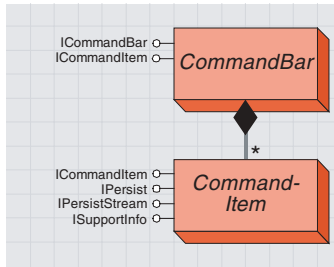 ICommandBar
ICommandItem
CommandBar
*
ICommandItem
IPersist
IPersistStream
ISupportInfo
Command-
Item